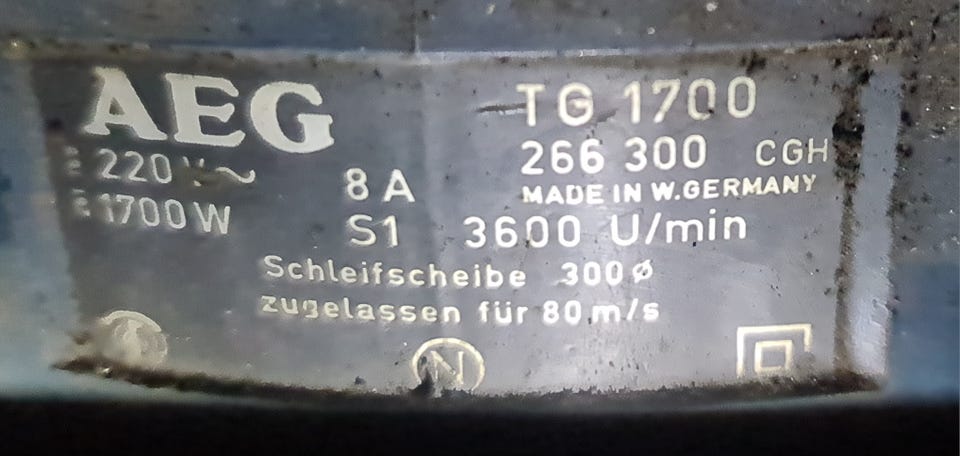 AEG
TG 1700
220 V ~
266 300 CGH
8 A
MADE IN W.GERMANY
1700 W
S1 3600 U/min
Schleifscheibe 300 ø
zugelassen für 80 m/s
N